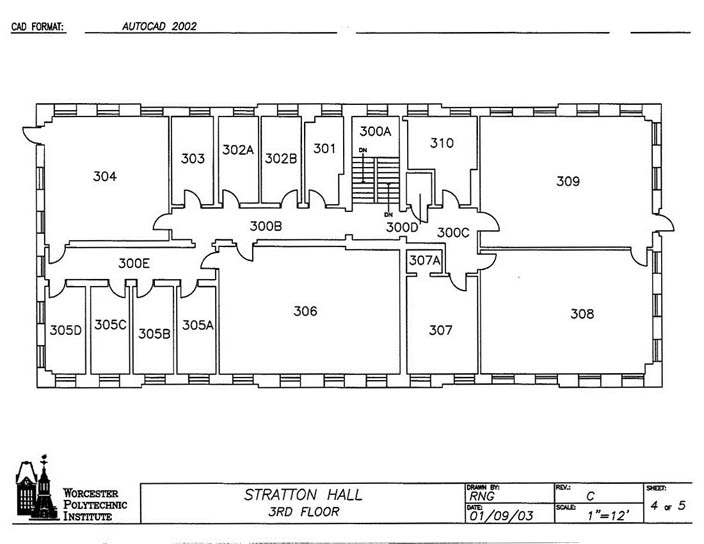 CAD FORMAT: AUTOCAD 2002
303 302A 302B 301 300A 310
DN
304 309
DN
300B 300D 300C
300E 307A
306 308
305D 305C 305B 305A 307
WORCESTER
POLYTECHNIC
INSTITUTE
STRATTON HALL
3RD FLOOR
DRAWN BY:
RNG
DATE:
01/09/03
REV.:
C
SCALE:
1"=12'
SHEET:
4 OF 5